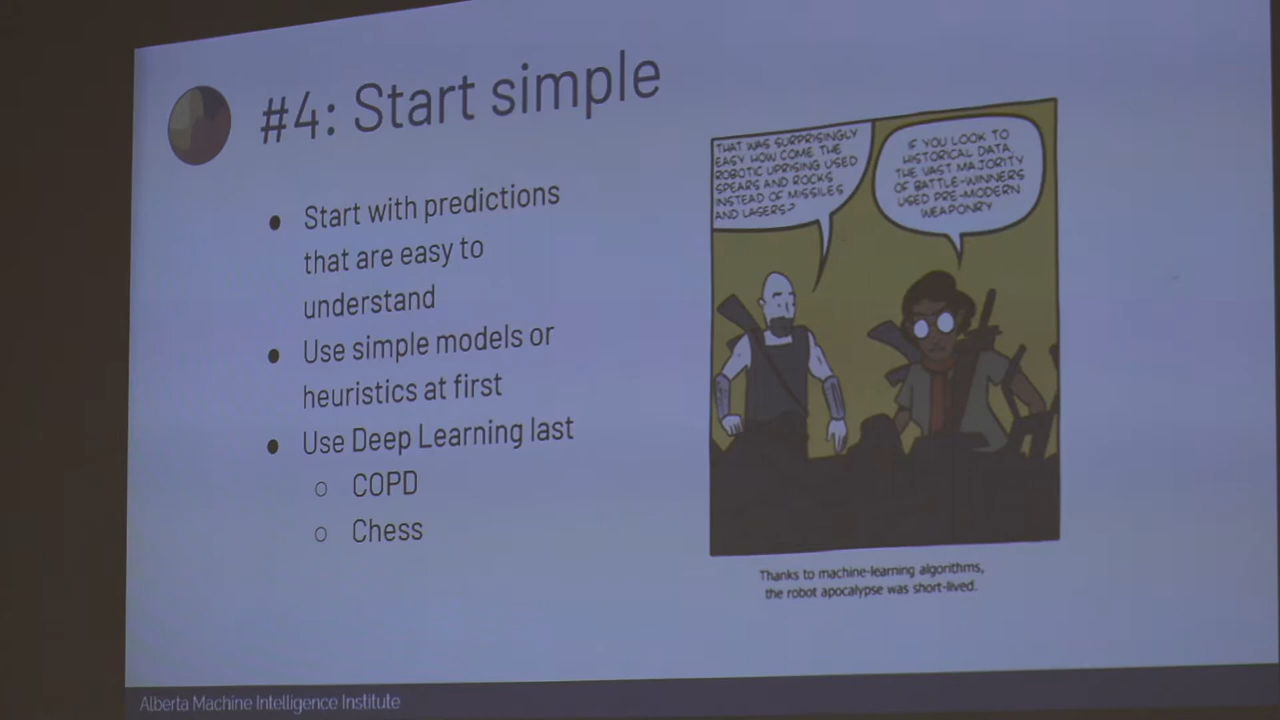 #4: Start simple
● Start with predictions
that are easy to
understand
● Use simple models or
heuristics at first
● Use Deep Learning last
○ COPD
○ Chess
THAT WAS SURPRISINGLY
EASY HOW COME THE
ROBOTIC UPRISING USED
SPEARS AND ROCKS
INSTEAD OF MISSILES
AND LASERS?
IF YOU LOOK TO
HISTORICAL DATA,
THE VAST MAJORITY
OF BATTLE-WINNERS
USED PRE-MODERN
WEAPONRY
Thanks to machine-learning algorithms,
the robot apocalypse was short-lived.
Alberta Machine Intelligence Institute